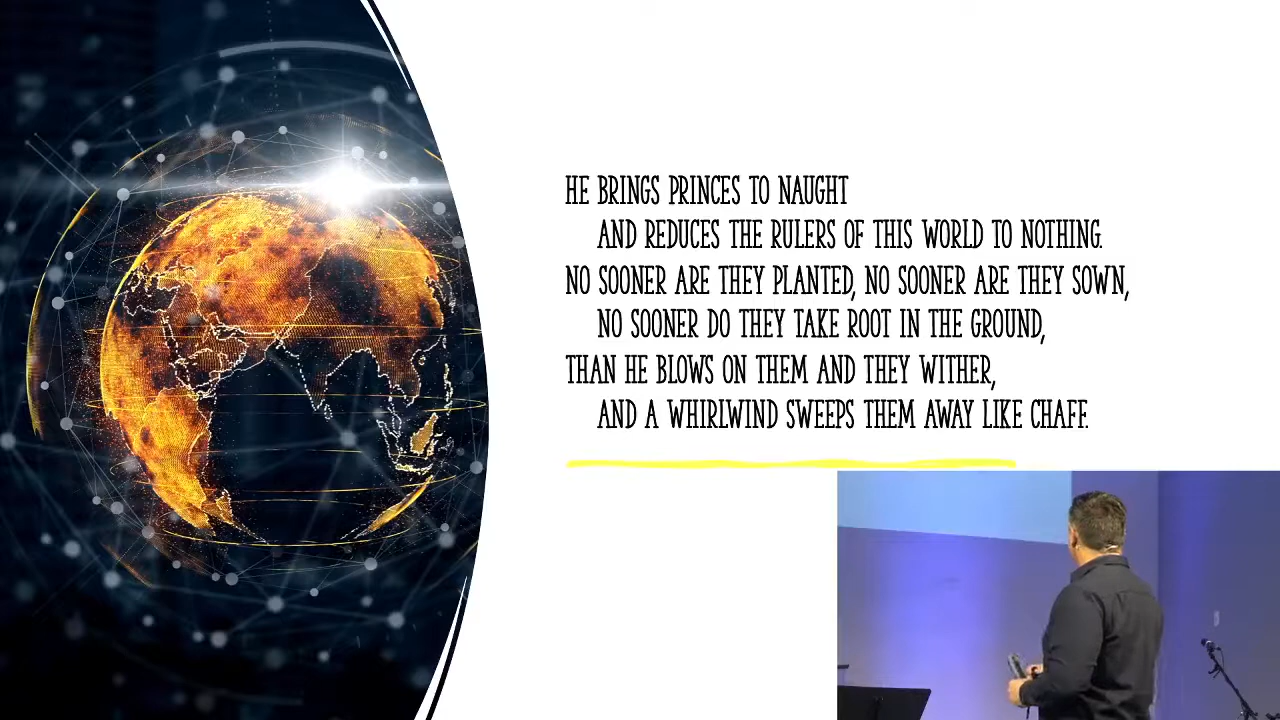 HE BRINGS PRINCES TO NAUGHT
AND REDUCES THE RULERS OF THIS WORLD TO NOTHING.
NO SOONER ARE THEY PLANTED, NO SOONER ARE THEY SOWN,
NO SOONER DO THEY TAKE ROOT IN THE GROUND,
THAN HE BLOWS ON THEM AND THEY WITHER,
AND A WHIRLWIND SWEEPS THEM AWAY LIKE CHAFF.